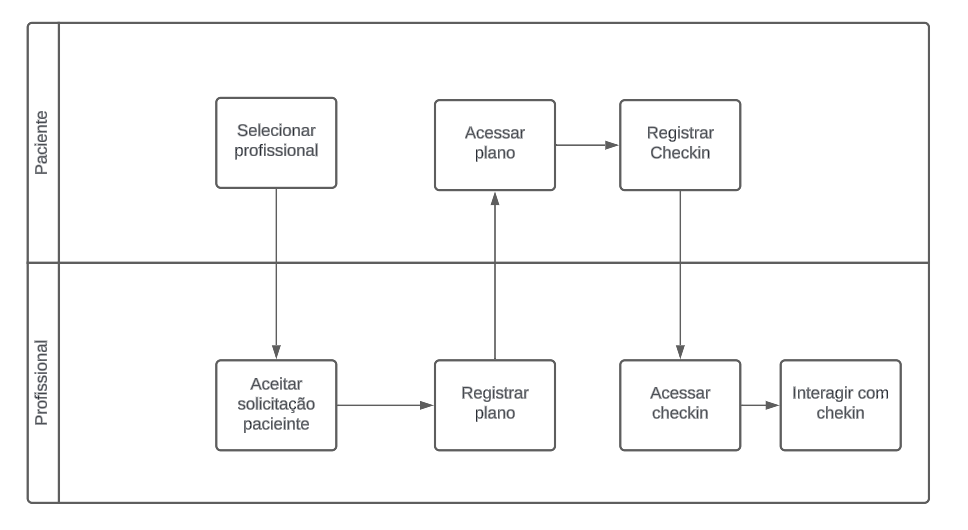 Paciente
Selecionar
profissional
Acessar
plano
Registrar
Checkin
Profissional
Aceitar
solicitação
pacieinte
Registrar
plano
Acessar
checkin
Interagir com
chekin